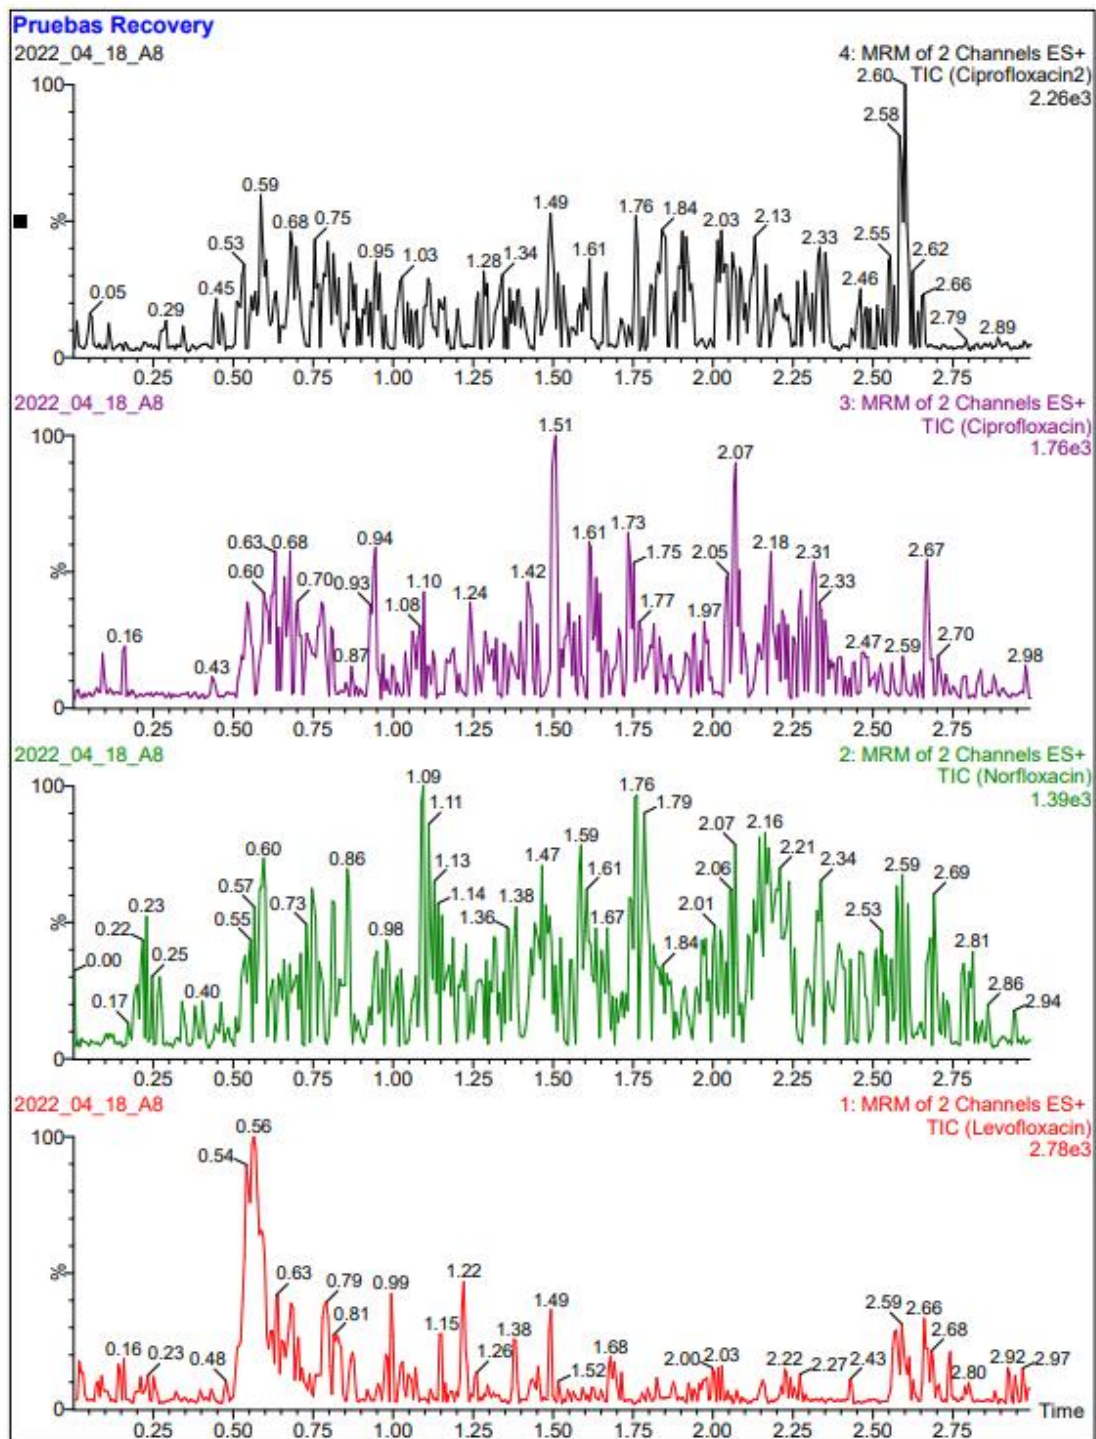 Pruebas Recovery
2022_04_18_A8
4: MRM of 2 Channels ES+
TIC (Ciprofloxacin2)
2.26e3
100
%
0
0.05 0.29 0.45 0.53 0.59 0.68 0.75 0.95 1.03 1.28 1.34 1.49 1.61 1.76 1.84 2.03 2.13 2.33 2.46 2.55 2.58 2.60 2.62 2.66 2.79 2.89
0.25 0.50 0.75 1.00 1.25 1.50 1.75 2.00 2.25 2.50 2.75
2022_04_18_A8
3: MRM of 2 Channels ES+
TIC (Ciprofloxacin)
1.76e3
100
%
0
0.16 0.43 0.60 0.63 0.68 0.70 0.87 0.93 0.94 1.08 1.10 1.24 1.42 1.51 1.61 1.73 1.75 1.77 1.97 2.05 2.07 2.18 2.31 2.33 2.47 2.59 2.67 2.70 2.98
0.25 0.50 0.75 1.00 1.25 1.50 1.75 2.00 2.25 2.50 2.75
2022_04_18_A8
2: MRM of 2 Channels ES+
TIC (Norfloxacin)
1.39e3
100
%
0
0.00 0.17 0.22 0.23 0.25 0.40 0.55 0.57 0.60 0.73 0.86 0.98 1.09 1.11 1.13 1.14 1.36 1.38 1.47 1.59 1.61 1.67 1.76 1.79 1.84 2.01 2.06 2.07 2.16 2.21 2.34 2.53 2.59 2.69 2.81 2.86 2.94
0.25 0.50 0.75 1.00 1.25 1.50 1.75 2.00 2.25 2.50 2.75
2022_04_18_A8
1: MRM of 2 Channels ES+
TIC (Levofloxacin)
2.78e3
100
%
0
0.16 0.23 0.48 0.54 0.56 0.63 0.79 0.81 0.99 1.15 1.22 1.26 1.38 1.49 1.52 1.68 2.00 2.03 2.22 2.27 2.43 2.59 2.66 2.68 2.80 2.92 2.97
Time
0.25 0.50 0.75 1.00 1.25 1.50 1.75 2.00 2.25 2.50 2.75